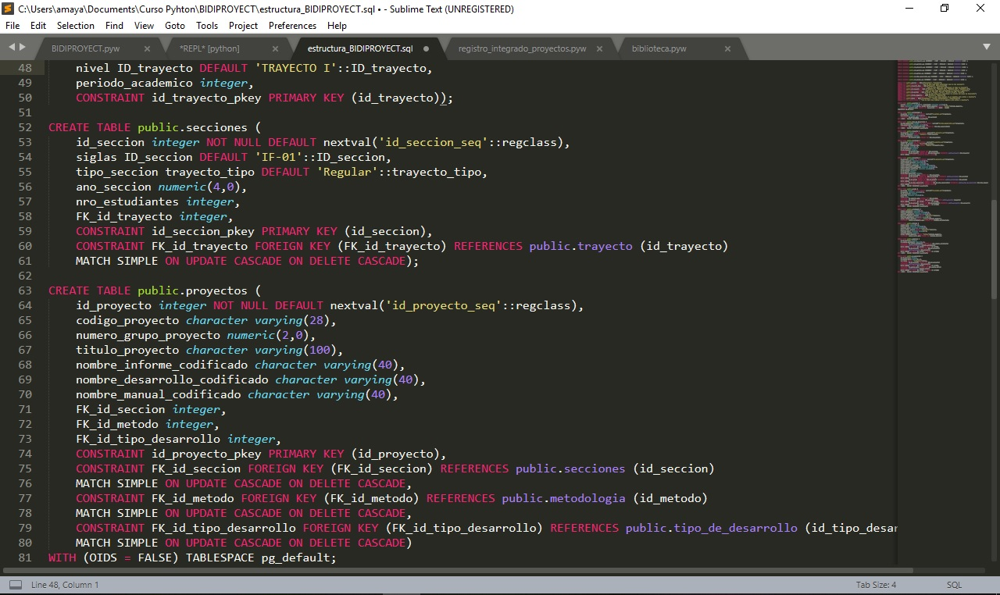 C:\Users\amaya\Documents\Curso Pyhton\BIDIPROYECT\estructura_BIDIPROYECT.sql • - Sublime Text (UNREGISTERED)
File Edit Selection Find View Goto Tools Project Preferences Help
BIDIPROYECT.pyw × *REPL* [python] × estructura_BIDIPROYECT.sql ● registro_integrado_proyectos.pyw × biblioteca.pyw ×
48 nivel ID_trayecto DEFAULT 'TRAYECTO I'::ID_trayecto,
49 periodo_academico integer,
50 CONSTRAINT id_trayecto_pkey PRIMARY KEY (id_trayecto));
51
52 CREATE TABLE public.secciones (
53 id_seccion integer NOT NULL DEFAULT nextval('id_seccion_seq'::regclass),
54 siglas ID_seccion DEFAULT 'IF-01'::ID_seccion,
55 tipo_seccion trayecto_tipo DEFAULT 'Regular'::trayecto_tipo,
56 ano_seccion numeric(4,0),
57 nro_estudiantes integer,
58 FK_id_trayecto integer,
59 CONSTRAINT id_seccion_pkey PRIMARY KEY (id_seccion),
60 CONSTRAINT FK_id_trayecto FOREIGN KEY (FK_id_trayecto) REFERENCES public.trayecto (id_trayecto)
61 MATCH SIMPLE ON UPDATE CASCADE ON DELETE CASCADE);
62
63 CREATE TABLE public.proyectos (
64 id_proyecto integer NOT NULL DEFAULT nextval('id_proyecto_seq'::regclass),
65 codigo_proyecto character varying(28),
66 numero_grupo_proyecto numeric(2,0),
67 titulo_proyecto character varying(100),
68 nombre_informe_codificado character varying(40),
69 nombre_desarrollo_codificado character varying(40),
70 nombre_manual_codificado character varying(40),
71 FK_id_seccion integer,
72 FK_id_metodo integer,
73 FK_id_tipo_desarrollo integer,
74 CONSTRAINT id_proyecto_pkey PRIMARY KEY (id_proyecto),
75 CONSTRAINT FK_id_seccion FOREIGN KEY (FK_id_seccion) REFERENCES public.secciones (id_seccion)
76 MATCH SIMPLE ON UPDATE CASCADE ON DELETE CASCADE,
77 CONSTRAINT FK_id_metodo FOREIGN KEY (FK_id_metodo) REFERENCES public.metodologia (id_metodo)
78 MATCH SIMPLE ON UPDATE CASCADE ON DELETE CASCADE,
79 CONSTRAINT FK_id_tipo_desarrollo FOREIGN KEY (FK_id_tipo_desarrollo) REFERENCES public.tipo_de_desarrollo (id_tipo_desar
80 MATCH SIMPLE ON UPDATE CASCADE ON DELETE CASCADE)
81 WITH (OIDS = FALSE) TABLESPACE pg_default;
Line 48, Column 1 Tab Size: 4 SQL